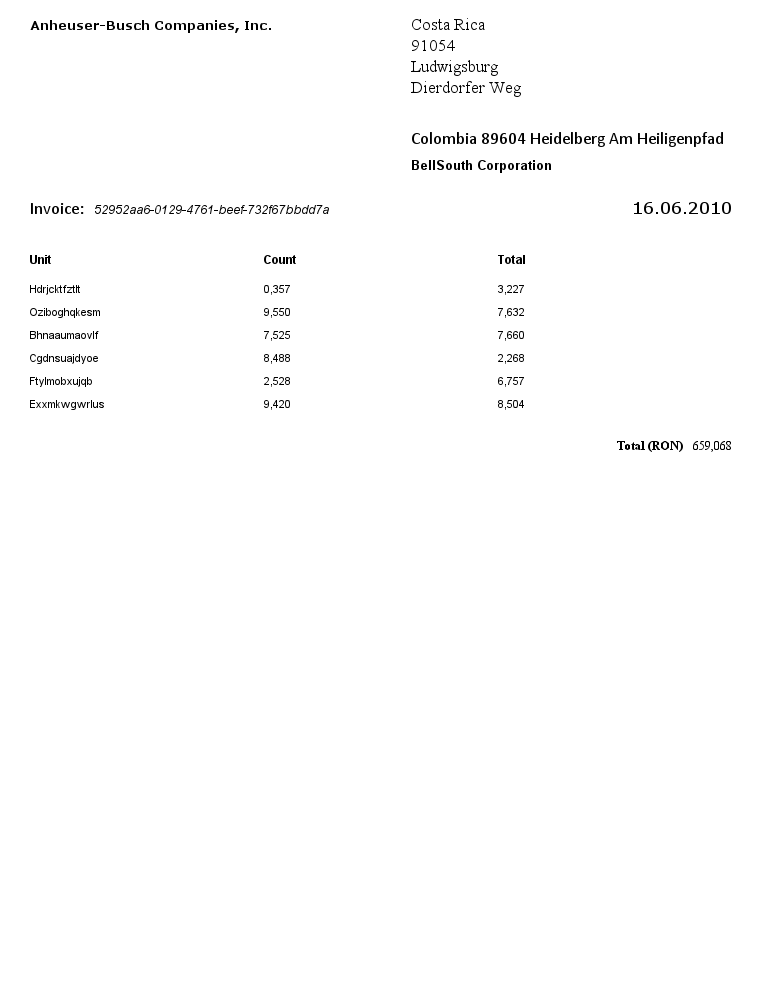 Anheuser-Busch Companies, Inc.
Costa Rica
91054
Ludwigsburg
Dierdorfer Weg
Colombia 89604 Heidelberg Am Heiligenpfad
BellSouth Corporation
Invoice: 52952aa6-0129-4761-beef-732f67bbdd7a 16.06.2010
Unit Count Total
Hdrjcktfztlt 0,357 3,227
Oziboghqkesm 9,550 7,632
Bhnaaumaovlf 7,525 7,660
Cgdnsuajdyoe 8,488 2,268
Ftylmobxujqb 2,528 6,757
Exxmkwgwrlus 9,420 8,504
Total (RON) 659,068